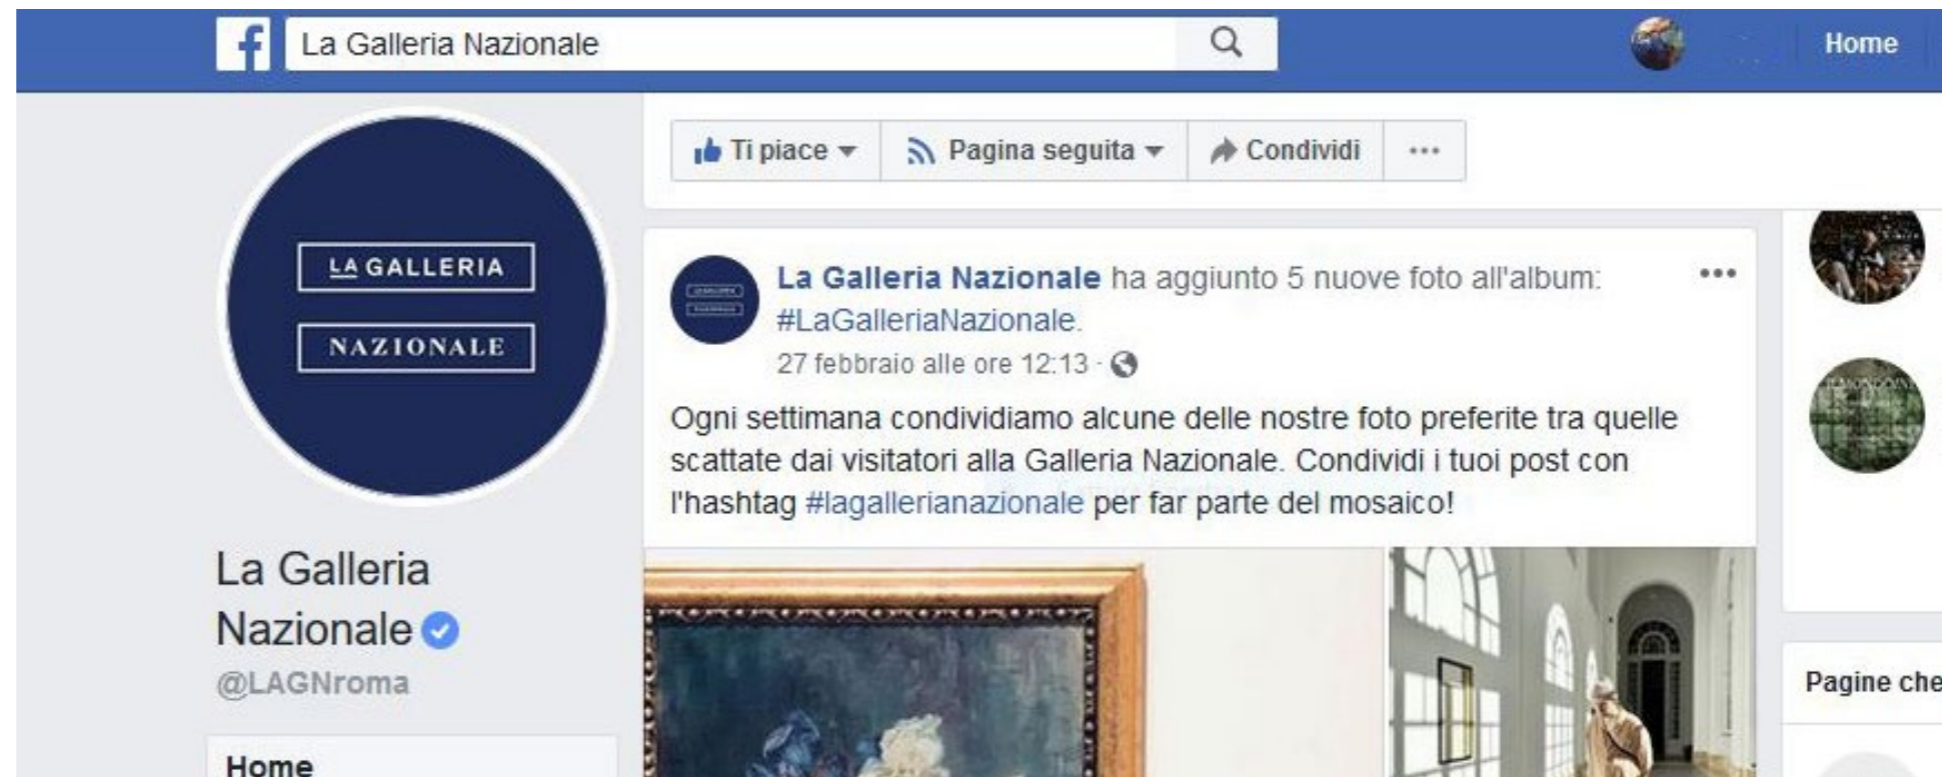 La Galleria Nazionale
Home
Ti piace
Pagina seguita
Condividi
LA GALLERIA
NAZIONALE
La Galleria
Nazionale
@LAGNroma
Home
La Galleria Nazionale ha aggiunto 5 nuove foto all'album:
#LaGalleriaNazionale.
27 febbraio alle ore 12:13 ·
Ogni settimana condividiamo alcune delle nostre foto preferite tra quelle
scattate dai visitatori alla Galleria Nazionale. Condividi i tuoi post con
l'hashtag #lagallerianazionale per far parte del mosaico!
Pagine che